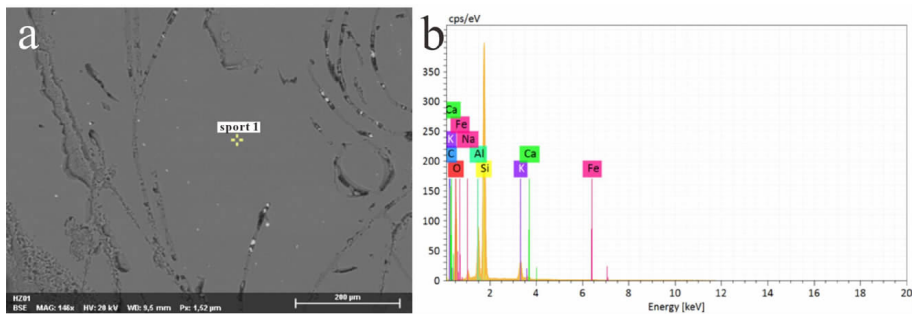 a
sport 1
HZ01
BSE MAG: 146x HV: 20 kV WD: 9,5 mm Px: 1,52 µm
200 µm
b
cps/eV
350
300
250
200
150
100
50
0
Ca
Fe
K Na
C Al Ca
O Si K Fe
2 4 6 8 10 12 14 16 18 20
Energy [keV]